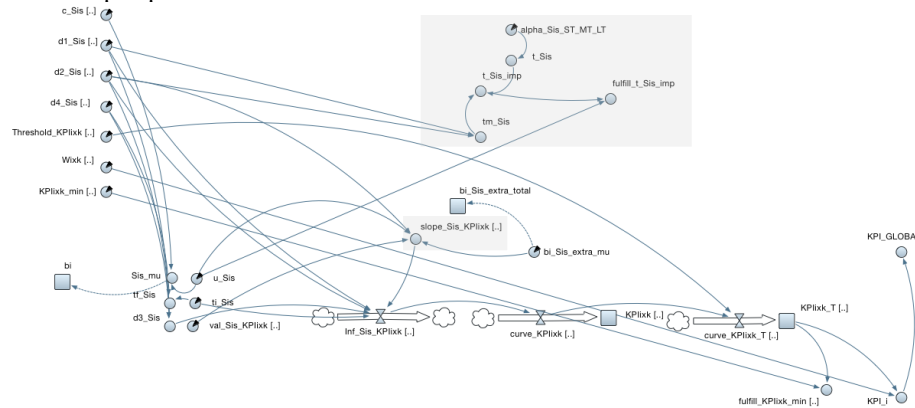 c_Sis [..]
d1_Sis [..]
d2_Sis [..]
d4_Sis [..]
Threshold_KPIixk [..]
Wixk
KPIixk_min [..]
alpha_Sis_ST_MT_LT
t_Sis
t_Sis_imp
fulfill_t_Sis_imp
tm_Sis
bi_Sis_extra_total
slope_Sis_KPIixk [..]
bi_Sis_extra_mu
KPI_GLOBA
bi
Sis_mu
u_Sis
tf_Sis
ti_Sis
d3_Sis
val_Sis_KPIixk [..]
Inf_Sis_KPIixk [..]
curve_KPIixk [..]
KPIixk [..]
curve_KPIixk_T [..]
KPIixk_T [..]
fulfill_KPIixk_min [..]
KPI_i